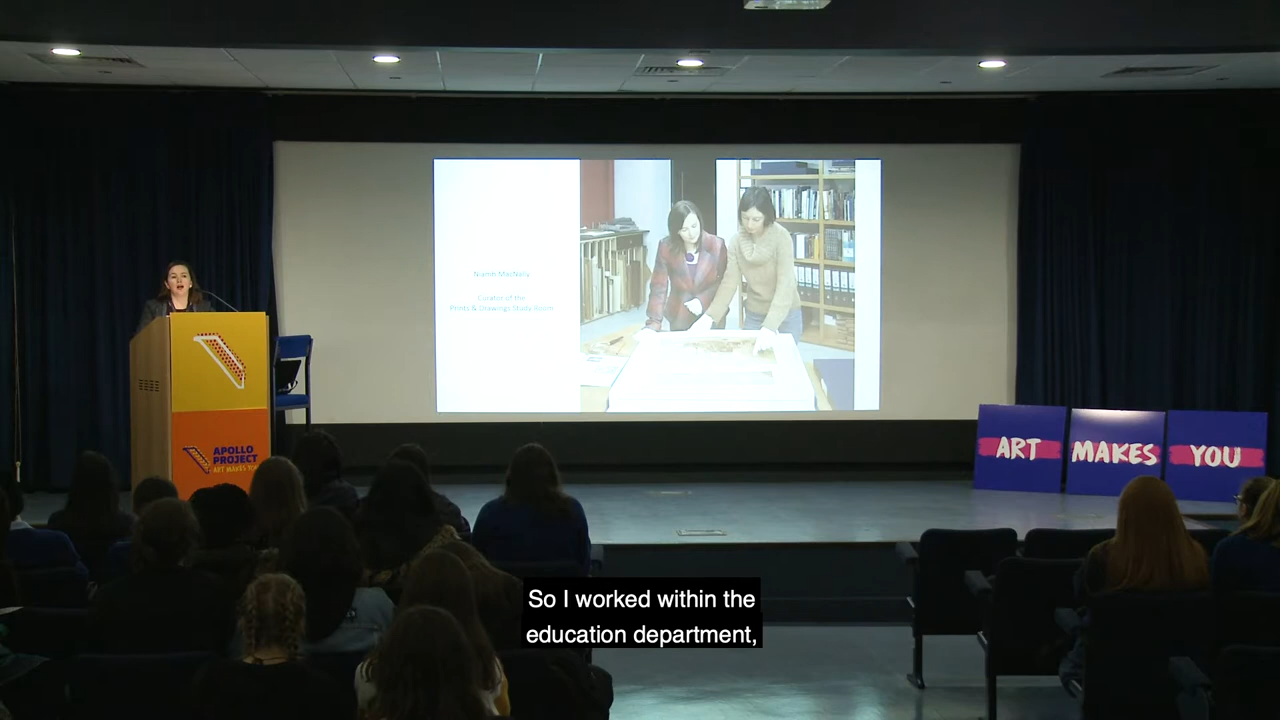 Niamh MacNally
Curator of the
Prints & Drawings Study Room
APOLLO
PROJECT
ART MAKES YOU
ART
MAKES
YOU
So I worked within the
education department,